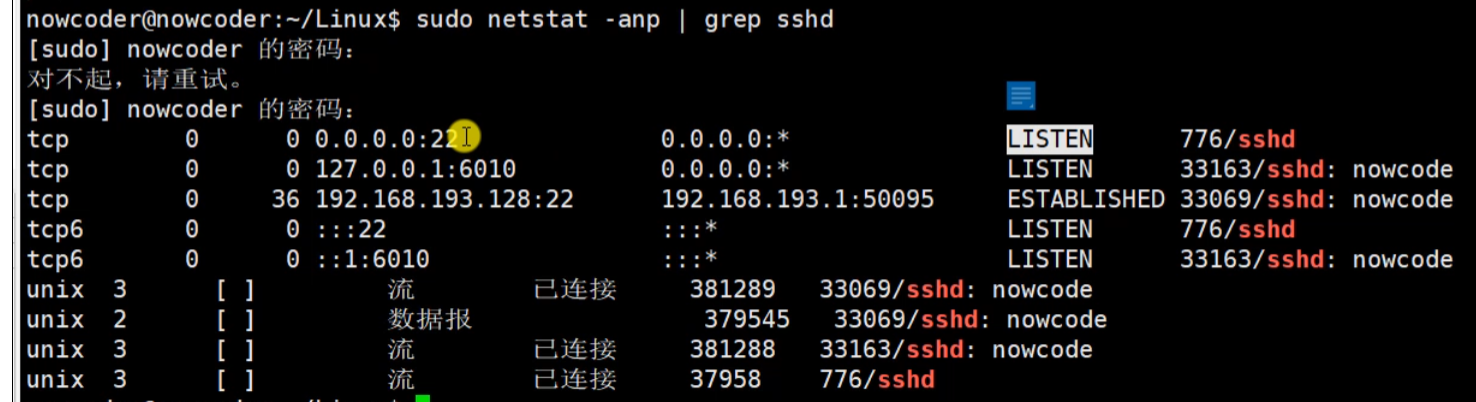 nowcoder@nowcoder:~/Linux$ sudo netstat -anp | grep sshd
[sudo] nowcoder 的密码：
对不起，请重试。
[sudo] nowcoder 的密码：
tcp 0 0 0.0.0.0:22 0.0.0.0:* LISTEN 776/sshd
tcp 0 0 127.0.0.1:6010 0.0.0.0:* LISTEN 33163/sshd: nowcode
tcp 0 36 192.168.193.128:22 192.168.193.1:50095 ESTABLISHED 33069/sshd: nowcode
tcp6 0 0 :::22 :::* LISTEN 776/sshd
tcp6 0 0 ::1:6010 :::* LISTEN 33163/sshd: nowcode
unix 3 [ ] 流 已连接 381289 33069/sshd: nowcode
unix 2 [ ] 数据报 379545 33069/sshd: nowcode
unix 3 [ ] 流 已连接 381288 33163/sshd: nowcode
unix 3 [ ] 流 已连接 37958 776/sshd